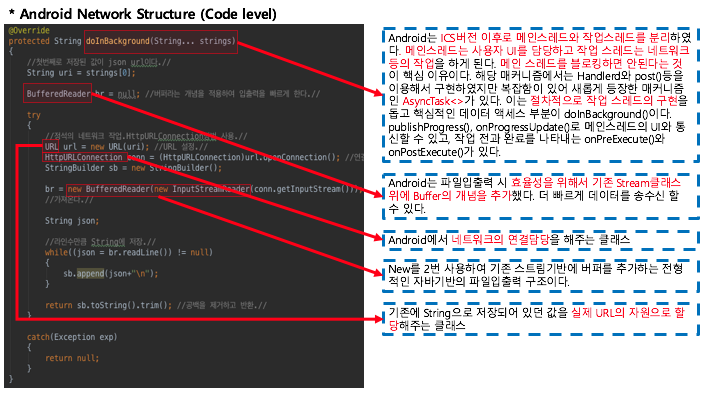 * Android Network Structure (Code level)
@Override
protected String doInBackground(String... strings)
{
//첫번째로 저장된 값이 json url이다.//
String uri = strings[0];
BufferedReader br = null; //버퍼라는 개념을 적용하여 입출력을 빠르게 한다.//
try
{
//정석의 네트워크 작업.HttpURLConnection방법 사용.//
URL url = new URL(uri); //URL 설정.//
HttpURLConnection conn = (HttpURLConnection)url.openConnection(); //연결
StringBuilder sb = new StringBuilder();
br = new BufferedReader(new InputStreamReader(conn.getInputStream()));
//가져온다.//
String json;
//라인수만큼 String에 저장.//
while((json = br.readLine()) != null)
{
sb.append(json+"\n");
}
return sb.toString().trim(); //공백을 제거하고 반환.//
}
catch(Exception exp)
{
return null;
}
}
Android는 ICS버전 이후로 메인스레드와 작업스레드를 분리하였
다. 메인스레드는 사용자 UI를 담당하고 작업 스레드는 네트워크
등의 작업을 하게 된다. 메인 스레드를 블로킹하면 안된다는 것
이 핵심 이유이다. 해당 매커니즘에서는 Handlerd와 post()등을
이용해서 구현하였지만 복잡함이 있어 새롭게 등장한 매커니즘
인 AsyncTask<>가 있다. 이는 절차적으로 작업 스레드의 구현을
돕고 핵심적인 데이터 액세스 부분이 doInBackground()이다.
publishProgress(), onProgressUpdate()로 메인스레드의 UI와 통
신할 수 있고, 작업 전과 완료를 나타내는 onPreExecute()와
onPostExecute()가 있다.
Android는 파일입출력 시 효율성을 위해서 기존 Stream클래스
위에 Buffer의 개념을 추가했다. 더 빠르게 데이터를 송수신 할
수 있다.
Android에서 네트워크의 연결담당을 해주는 클래스
New를 2번 사용하여 기존 스트림기반에 버퍼를 추가하는 전형
적인 자바기반의 파일입출력 구조이다.
기존에 String으로 저장되어 있던 값을 실제 URL의 자원으로 할
당해주는 클래스